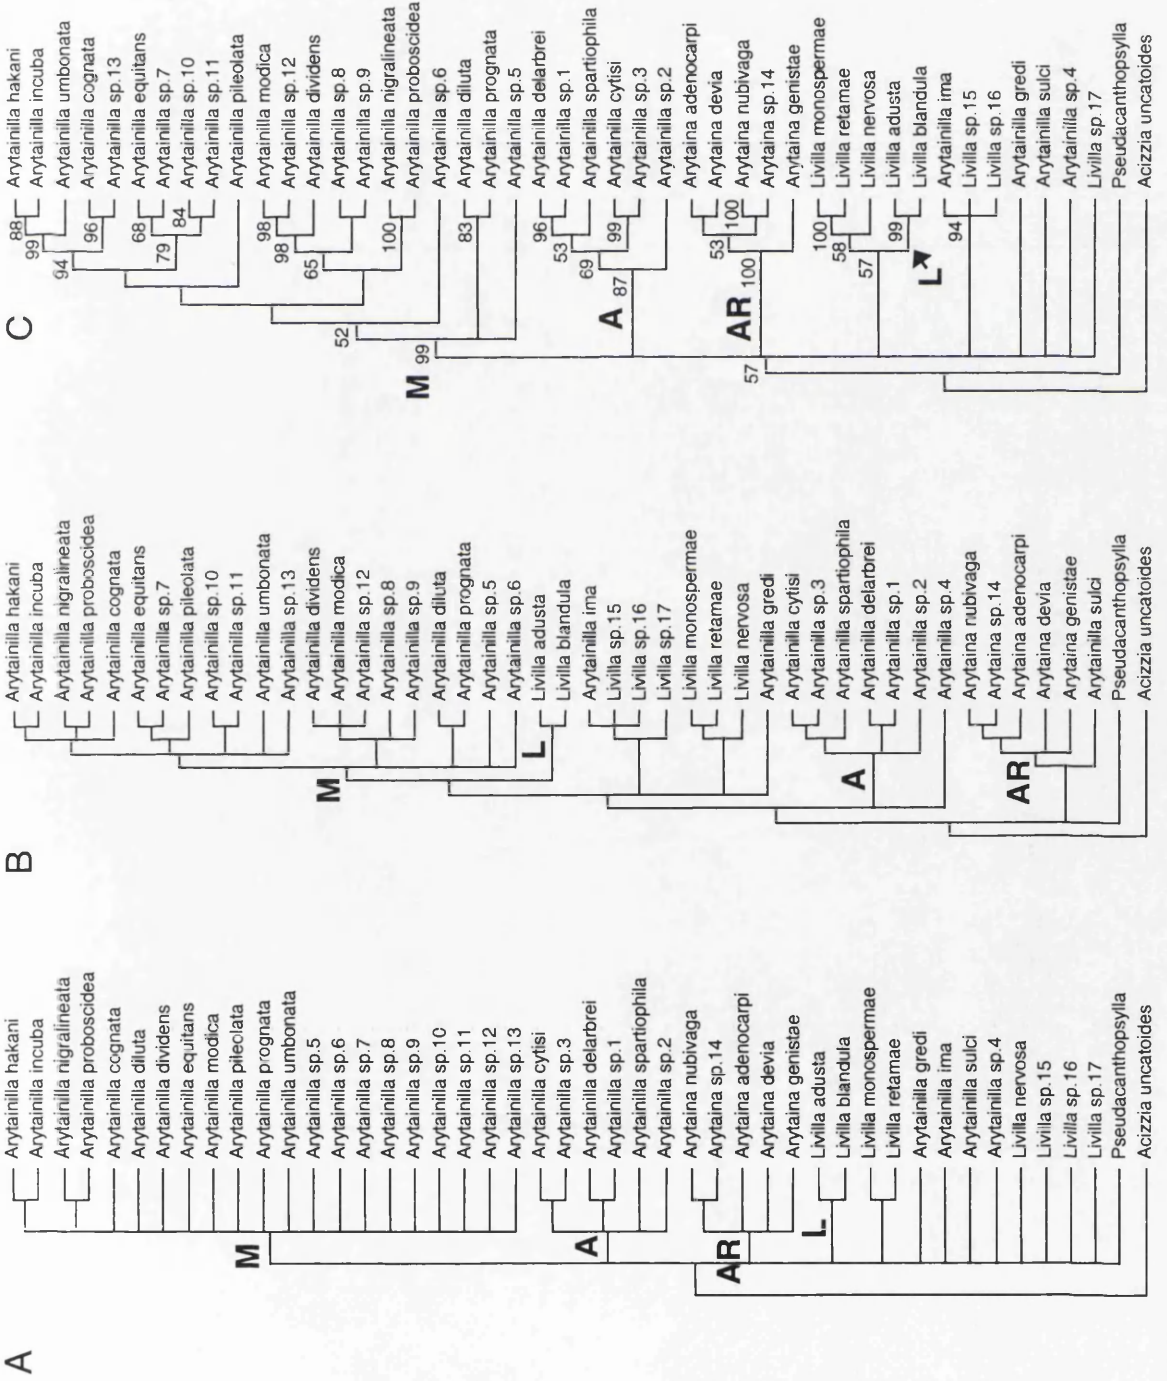 A
Arytainilla hakani
Arytainilla incuba
Arytainilla nigralineata
Arytainilla proboscidea
Arytainilla cognata
Arytainilla diluta
Arytainilla dividens
Arytainilla equitans
Arytainilla modica
Arytainilla pileolata
Arytainilla prognata
Arytainilla umbonata
Arytainilla sp.5
Arytainilla sp.6
Arytainilla sp.7
Arytainilla sp.8
Arytainilla sp.9
Arytainilla sp.10
Arytainilla sp.11
Arytainilla sp.12
Arytainilla sp.13
Arytainilla cytisi
Arytainilla sp.3
Arytainilla delarbrei
Arytainilla sp.1
Arytainilla spartiophila
Arytainilla sp.2
Arytaina nubivaga
Arytaina sp.14
Arytaina adenocarpi
Arytaina devia
Arytaina genistae
Livilla adusta
Livilla blandula
Livilla monospermae
Livilla retamae
Arytainilla gredi
Arytainilla ima
Arytainilla sulci
Arytainilla sp.4
Livilla nervosa
Livilla sp.15
Livilla sp.16
Livilla sp.17
Pseudacanthopsylla
Acizzia uncatoides
M
A
AR
L
B
Arytainilla hakani
Arytainilla incuba
Arytainilla nigralineata
Arytainilla proboscidea
Arytainilla cognata
Arytainilla equitans
Arytainilla sp.7
Arytainilla pileolata
Arytainilla sp.10
Arytainilla sp.11
Arytainilla umbonata
Arytainilla sp.13
Arytainilla dividens
Arytainilla modica
Arytainilla sp.12
Arytainilla sp.8
Arytainilla sp.9
Arytainilla diluta
Arytainilla prognata
Arytainilla sp.5
Arytainilla sp.6
Livilla adusta
Livilla blandula
Arytainilla ima
Livilla sp.15
Livilla sp.16
Livilla sp.17
Livilla monospermae
Livilla retamae
Livilla nervosa
Arytainilla gredi
Arytainilla cytisi
Arytainilla sp.3
Arytainilla spartiophila
Arytainilla delarbrei
Arytainilla sp.1
Arytainilla sp.2
Arytainilla sp.4
Arytaina nubivaga
Arytaina sp.14
Arytaina adenocarpi
Arytaina devia
Arytaina genistae
Arytainilla sulci
Pseudacanthopsylla
Acizzia uncatoides
M
L
A
AR
C
Arytainilla hakani
Arytainilla incuba
Arytainilla umbonata
Arytainilla cognata
Arytainilla sp.13
Arytainilla equitans
Arytainilla sp.7
Arytainilla sp.10
Arytainilla sp.11
Arytainilla pileolata
Arytainilla modica
Arytainilla sp.12
Arytainilla dividens
Arytainilla sp.8
Arytainilla sp.9
Arytainilla nigralineata
Arytainilla proboscidea
Arytainilla sp.6
Arytainilla diluta
Arytainilla prognata
Arytainilla sp.5
Arytainilla delarbrei
Arytainilla sp.1
Arytainilla spartiophila
Arytainilla cytisi
Arytainilla sp.3
Arytainilla sp.2
Arytaina adenocarpi
Arytaina devia
Arytaina nubivaga
Arytaina sp.14
Arytaina genistae
Livilla monospermae
Livilla retamae
Livilla nervosa
Livilla adusta
Livilla blandula
Arytainilla ima
Livilla sp.15
Livilla sp.16
Arytainilla gredi
Arytainilla sulci
Arytainilla sp.4
Livilla sp.17
Pseudacanthopsylla
Acizzia uncatoides
88
99
94
96
68
84
79
98
98
65
100
52
83
M
99
96
53
69
99
A
87
100
53
AR
100
100
58
57
99
L
94
57